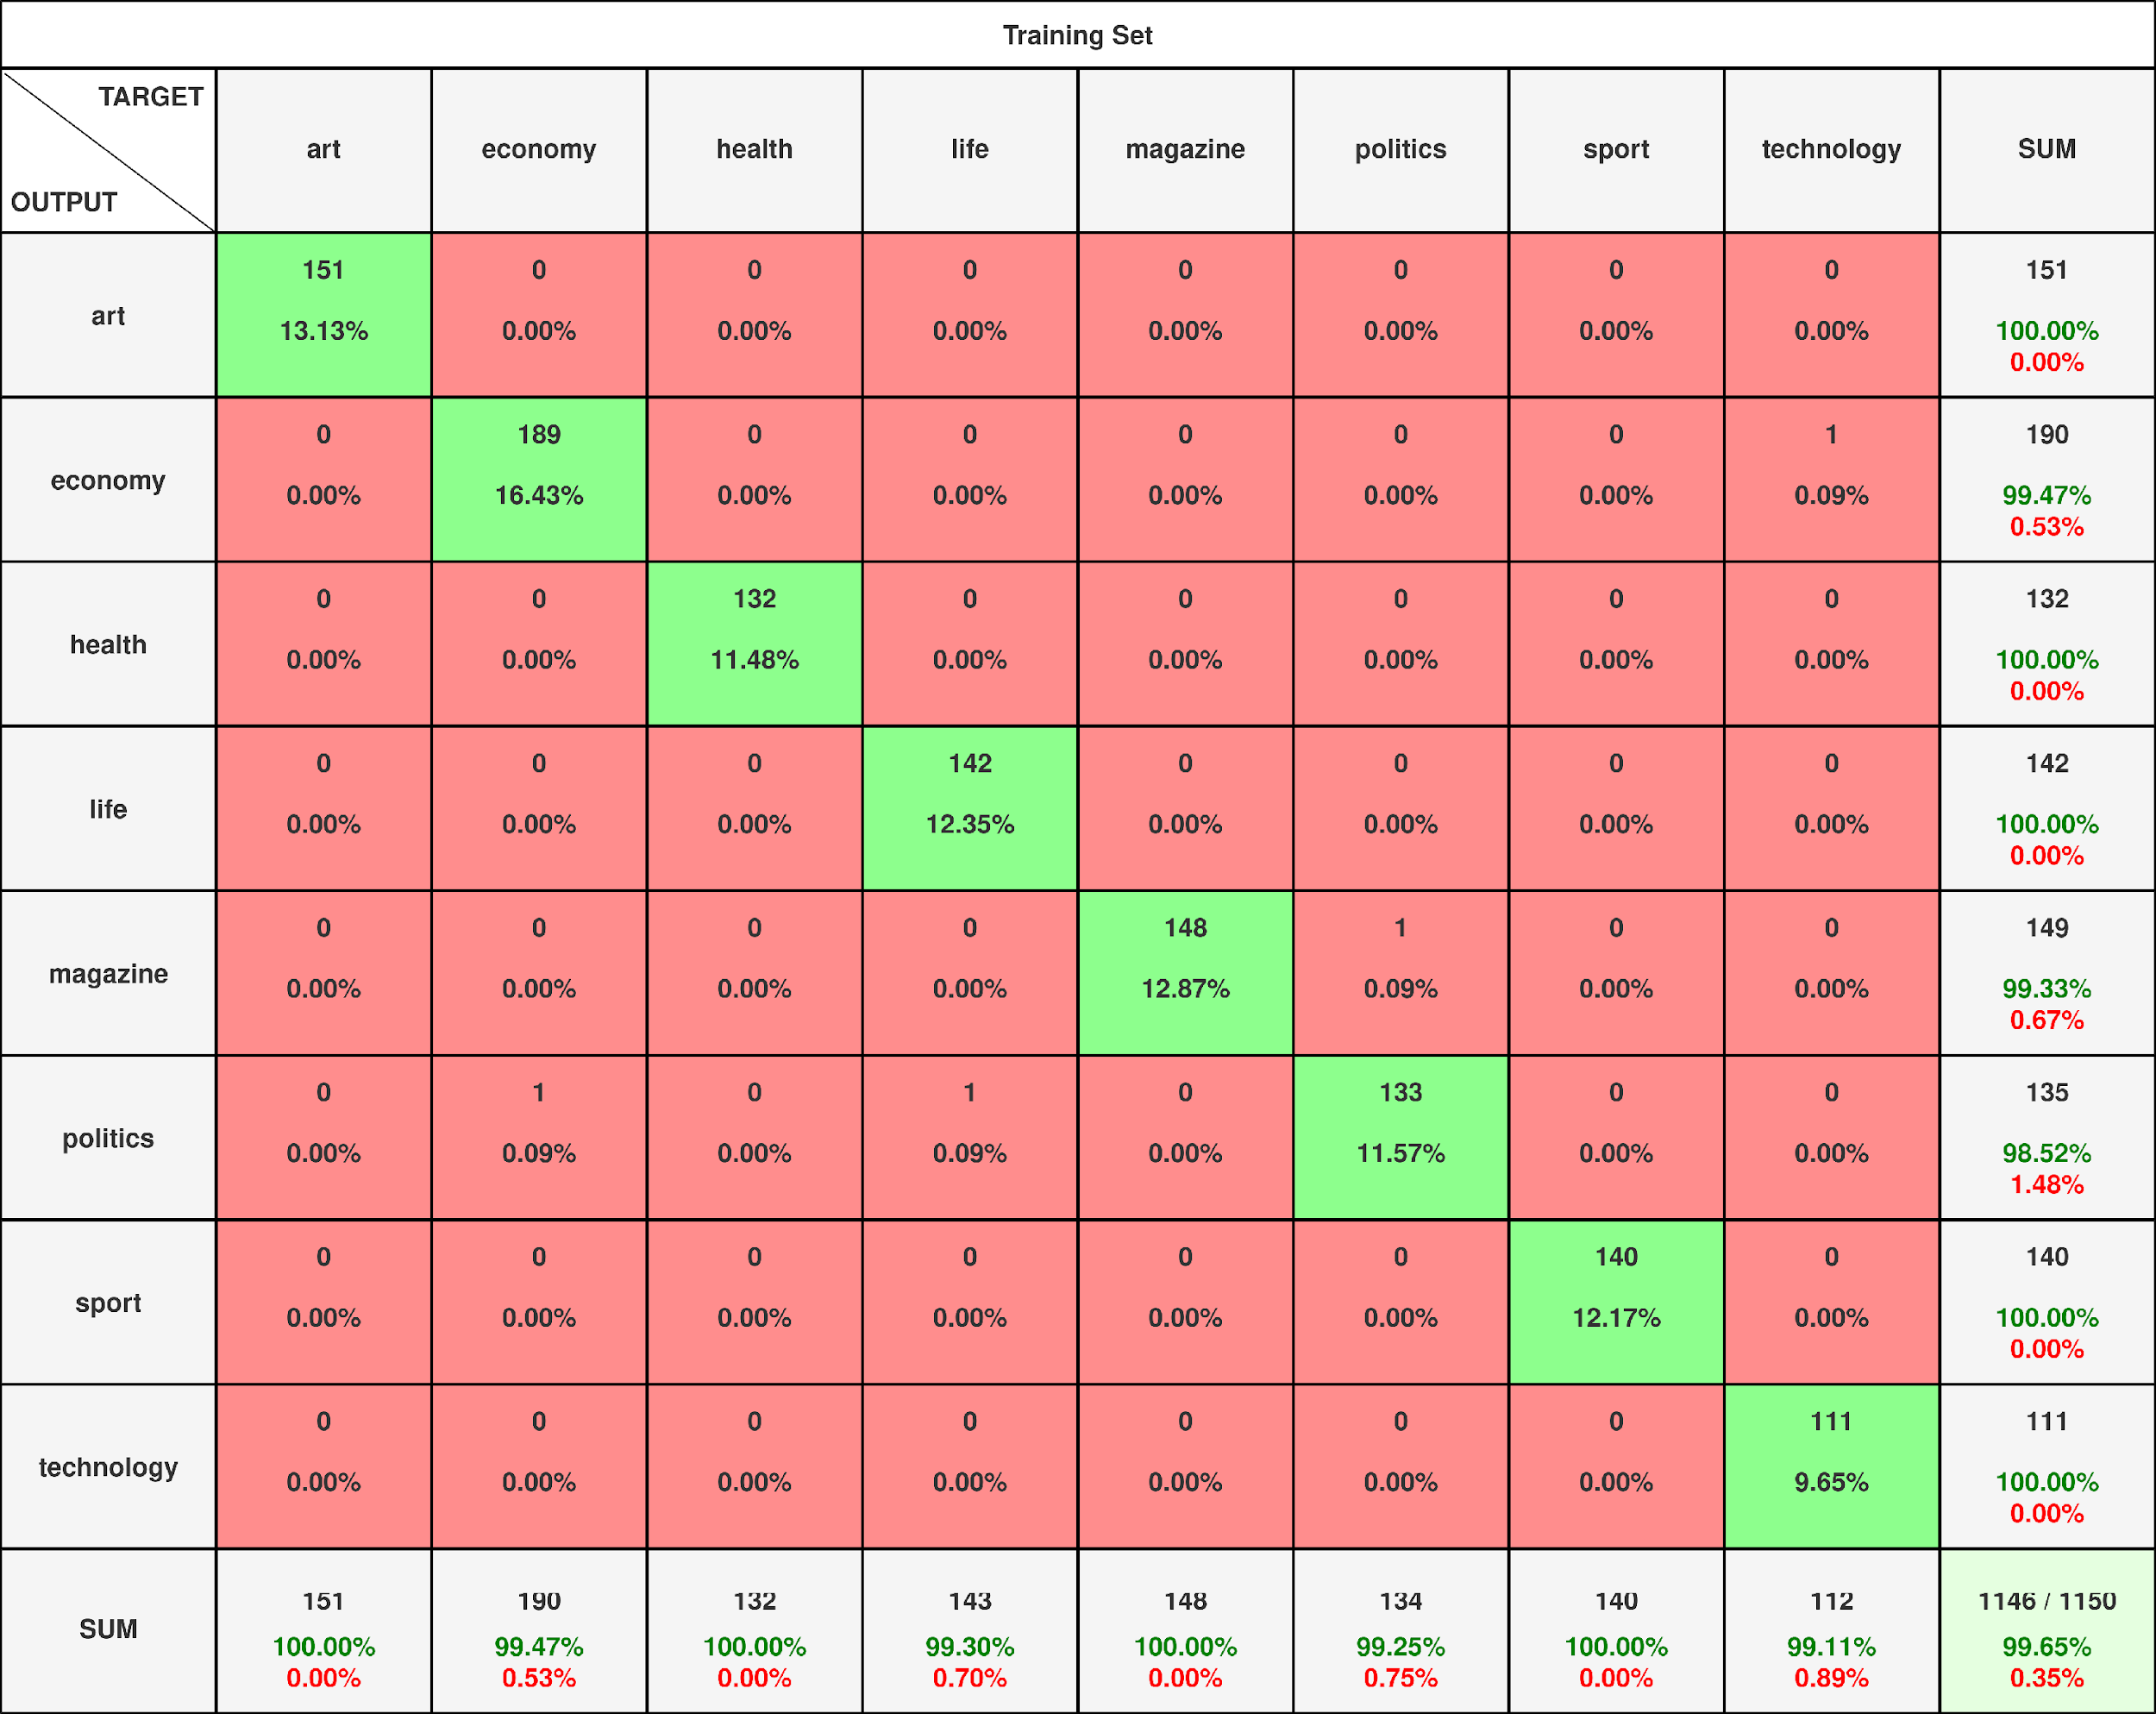 Training Set
TARGET
OUTPUT
art economy health life magazine politics sport technology SUM
art
151 0 0 0 0 0 0 0 151
13.13% 0.00% 0.00% 0.00% 0.00% 0.00% 0.00% 0.00% 100.00%
0.00%
economy
0 189 0 0 0 0 0 1 190
0.00% 16.43% 0.00% 0.00% 0.00% 0.00% 0.00% 0.09% 99.47%
0.53%
health
0 0 132 0 0 0 0 0 132
0.00% 0.00% 11.48% 0.00% 0.00% 0.00% 0.00% 0.00% 100.00%
0.00%
life
0 0 0 142 0 0 0 0 142
0.00% 0.00% 0.00% 12.35% 0.00% 0.00% 0.00% 0.00% 100.00%
0.00%
magazine
0 0 0 0 148 1 0 0 149
0.00% 0.00% 0.00% 0.00% 12.87% 0.09% 0.00% 0.00% 99.33%
0.67%
politics
0 1 0 1 0 133 0 0 135
0.00% 0.09% 0.00% 0.09% 0.00% 11.57% 0.00% 0.00% 98.52%
1.48%
sport
0 0 0 0 0 0 140 0 140
0.00% 0.00% 0.00% 0.00% 0.00% 0.00% 12.17% 0.00% 100.00%
0.00%
technology
0 0 0 0 0 0 0 111 111
0.00% 0.00% 0.00% 0.00% 0.00% 0.00% 0.00% 9.65% 100.00%
0.00%
SUM
151 190 132 143 148 134 140 112 1146 / 1150
100.00% 99.47% 100.00% 99.30% 100.00% 99.25% 100.00% 99.11% 99.65%
0.00% 0.53% 0.00% 0.70% 0.00% 0.75% 0.00% 0.89% 0.35%